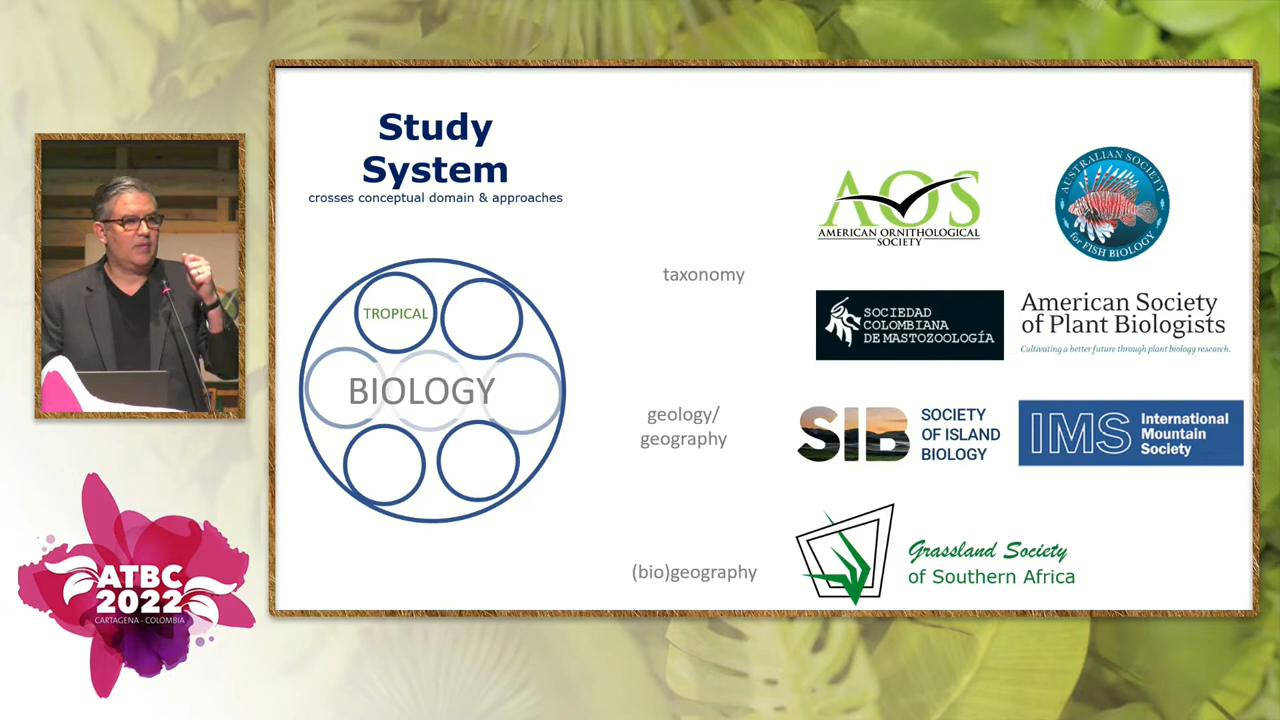 Study
System
crosses conceptual domain & approaches
TROPICAL
BIOLOGY
taxonomy
AOS
AMERICAN ORNITHOLOGICAL
SOCIETY
AUSTRALIAN SOCIETY
for FISH BIOLOGY
SOCIEDAD
COLOMBIANA
DE MASTOZOOLOGÍA
American Society
of Plant Biologists
Cultivating a better future through plant biology research.
geology/
geography
SIB
SOCIETY
OF ISLAND
BIOLOGY
IMS
International
Mountain
Society
(bio)geography
Grassland Society
of Southern Africa
ATBC
2022
CARTAGENA - COLOMBIA